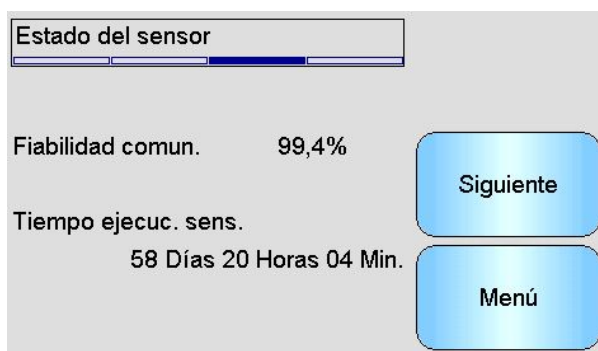 Estado del sensor
Fiabilidad comun. 99,4%
Siguiente
Tiempo ejecuc. sens.
58 Días 20 Horas 04 Min.
Menú